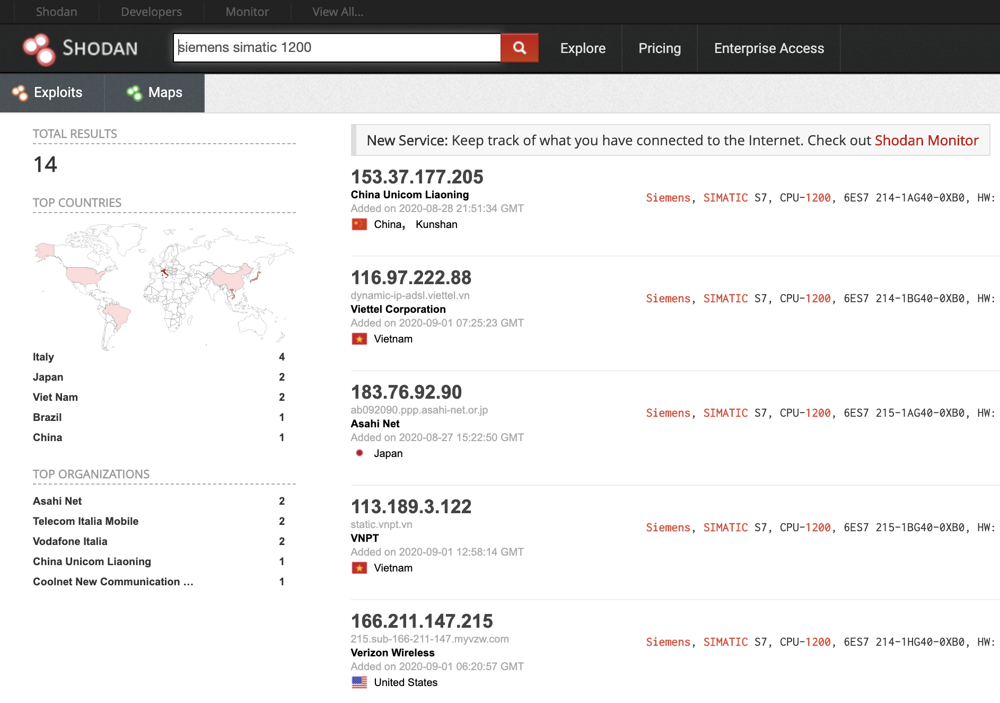 Shodan Developers Monitor View All...
SHODAN siemens simatic 1200 Explore Pricing Enterprise Access
Exploits Maps
TOTAL RESULTS
14
TOP COUNTRIES
Italy 4
Japan 2
Viet Nam 2
Brazil 1
China 1
TOP ORGANIZATIONS
Asahi Net 2
Telecom Italia Mobile 2
Vodafone Italia 2
China Unicom Liaoning 1
Coolnet New Communication ... 1
New Service: Keep track of what you have connected to the Internet. Check out Shodan Monitor
153.37.177.205
China Unicom Liaoning
Added on 2020-08-28 21:51:34 GMT
China, Kunshan
Siemens, SIMATIC S7, CPU-1200, 6ES7 214-1AG40-0XB0, HW:
116.97.222.88
dynamic-ip-adsl.viettel.vn
Viettel Corporation
Added on 2020-09-01 07:25:23 GMT
Vietnam
Siemens, SIMATIC S7, CPU-1200, 6ES7 214-1BG40-0XB0, HW:
183.76.92.90
ab092090.ppp.asahi-net.or.jp
Asahi Net
Added on 2020-08-27 15:22:50 GMT
Japan
Siemens, SIMATIC S7, CPU-1200, 6ES7 215-1AG40-0XB0, HW:
113.189.3.122
static.vnpt.vn
VNPT
Added on 2020-09-01 12:58:14 GMT
Vietnam
Siemens, SIMATIC S7, CPU-1200, 6ES7 215-1BG40-0XB0, HW:
166.211.147.215
215.sub-166-211-147.myvzw.com
Verizon Wireless
Added on 2020-09-01 06:20:57 GMT
United States
Siemens, SIMATIC S7, CPU-1200, 6ES7 214-1HG40-0XB0, HW: